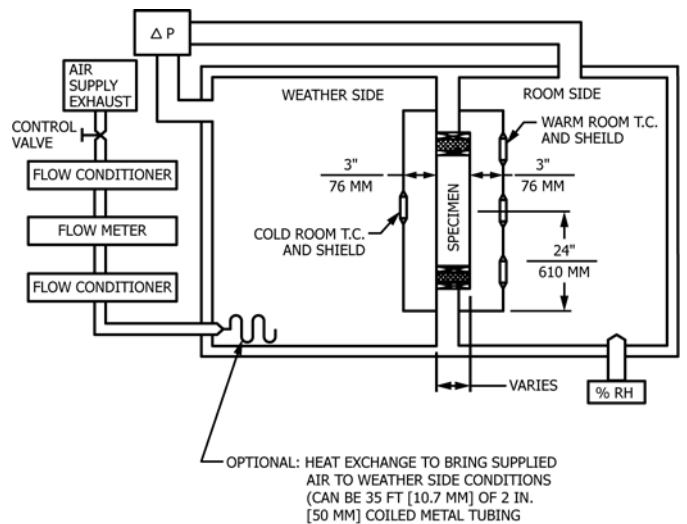 Δ P
AIR
SUPPLY
EXHAUST
WEATHER SIDE
ROOM SIDE
CONTROL
VALVE
WARM ROOM T.C.
AND SHEILD
3"
76 MM
3"
76 MM
FLOW CONDITIONER
FLOW METER
FLOW CONDITIONER
COLD ROOM T.C.
AND SHIELD
SPECIMEN
24"
610 MM
VARIES
% RH
OPTIONAL: HEAT EXCHANGE TO BRING SUPPLIED
AIR TO WEATHER SIDE CONDITIONS
(CAN BE 35 FT [10.7 MM] OF 2 IN.
[50 MM] COILED METAL TUBING